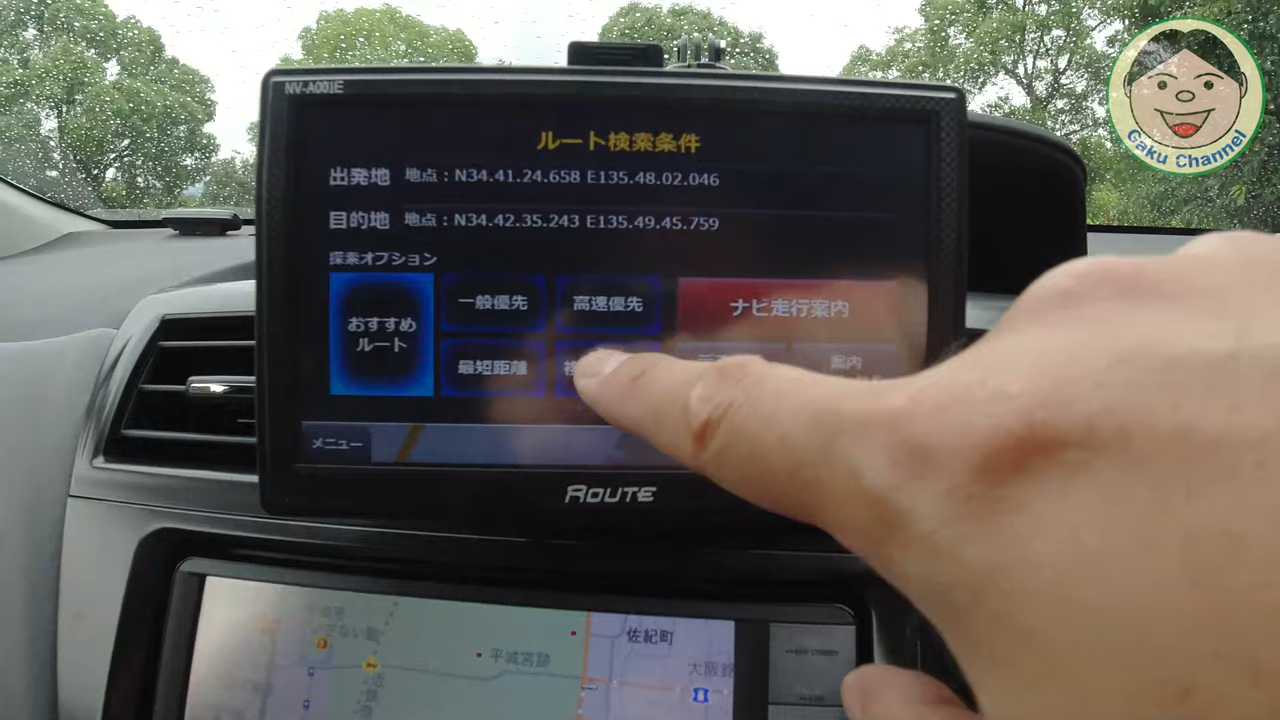 NV-A001E
ルート検索条件
出発地 地点：N34.41.24.658 E135.48.02.046
目的地 地点：N34.42.35.243 E135.49.45.759
探索オプション
おすすめ
ルート
一般優先
高速優先
ナビ走行案内
最短距離
案内
メニュー
ROUTE
佐紀町
平城宮跡
Gaku Channel